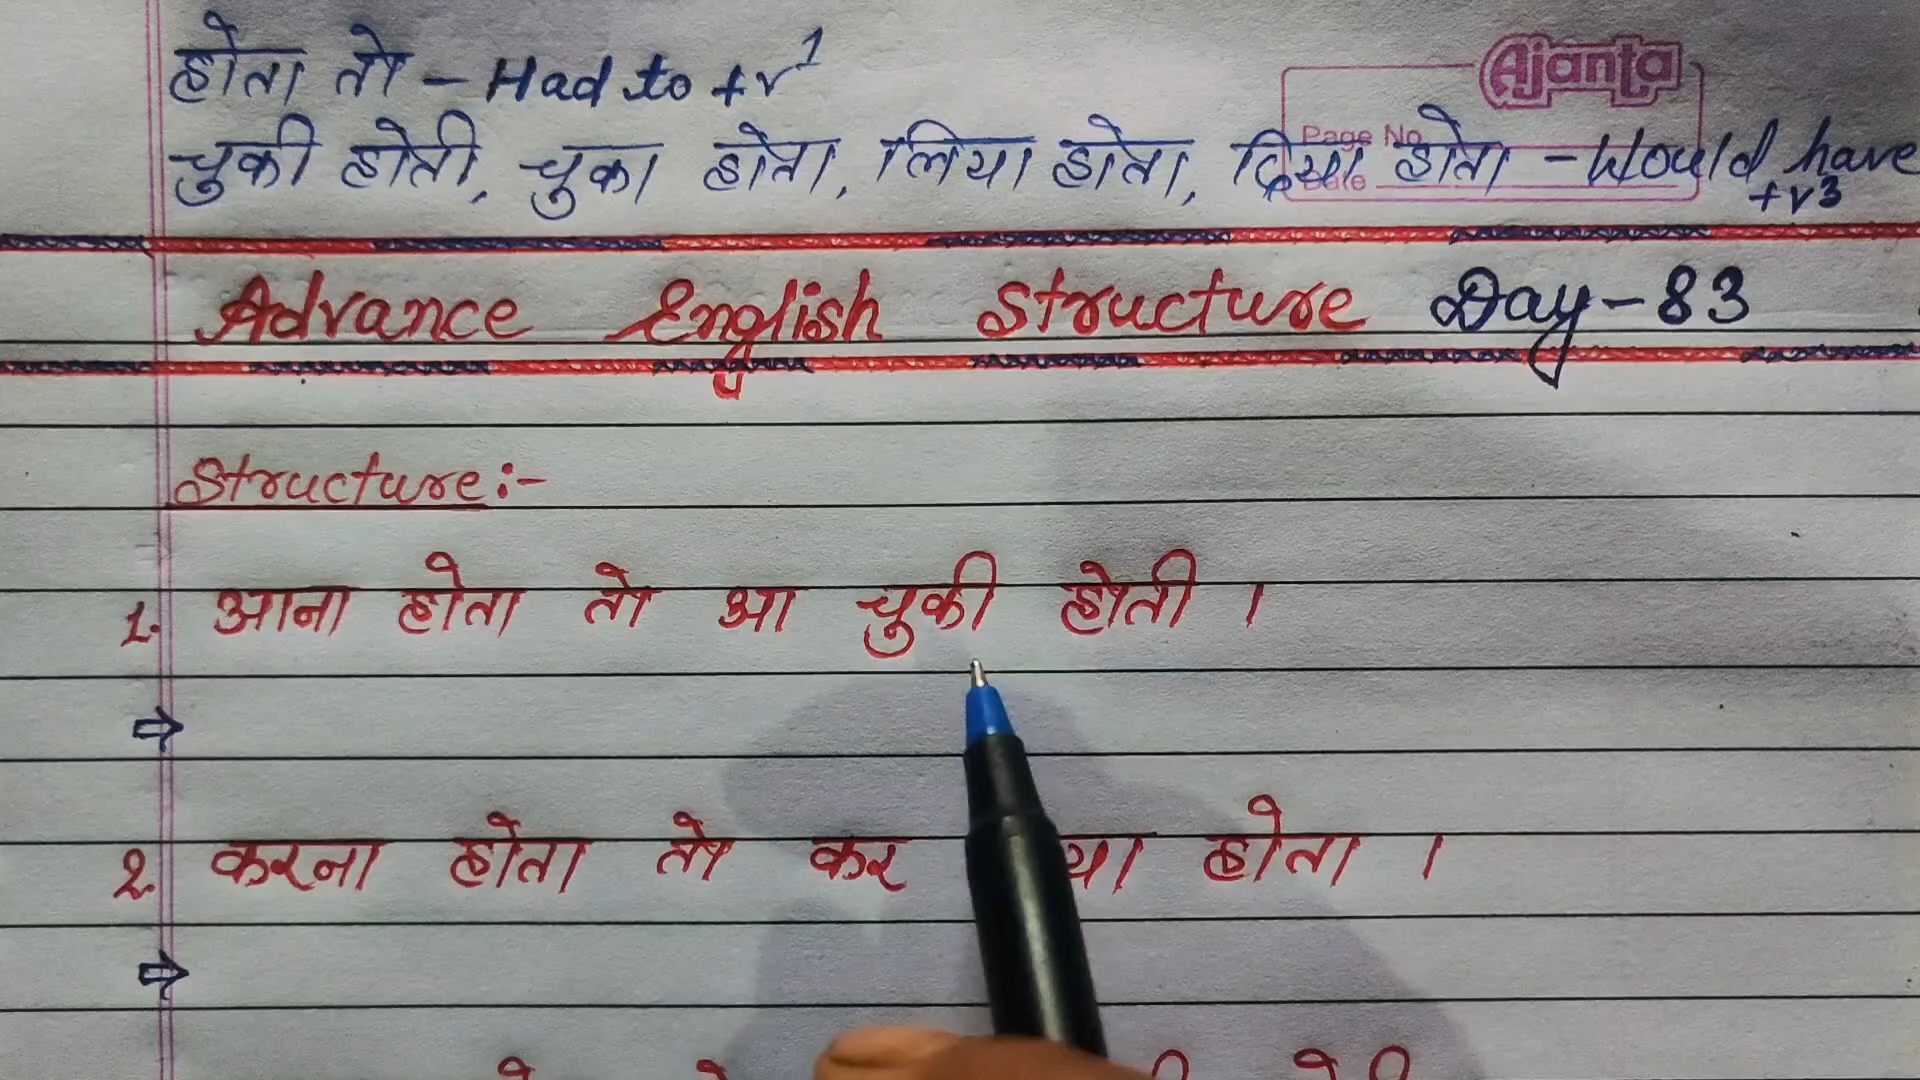 होता तो - Had to + v1
Ajanta
Page No.
चुकी होती, चुका होता, लिया होता, दिया होता - Would have
Date
+ v3
Advance English Structure Day - 83
Structure :-
1. आना होता तो आ चुकी होती ।
⇒
2. करना होता तो कर होता ।
⇒